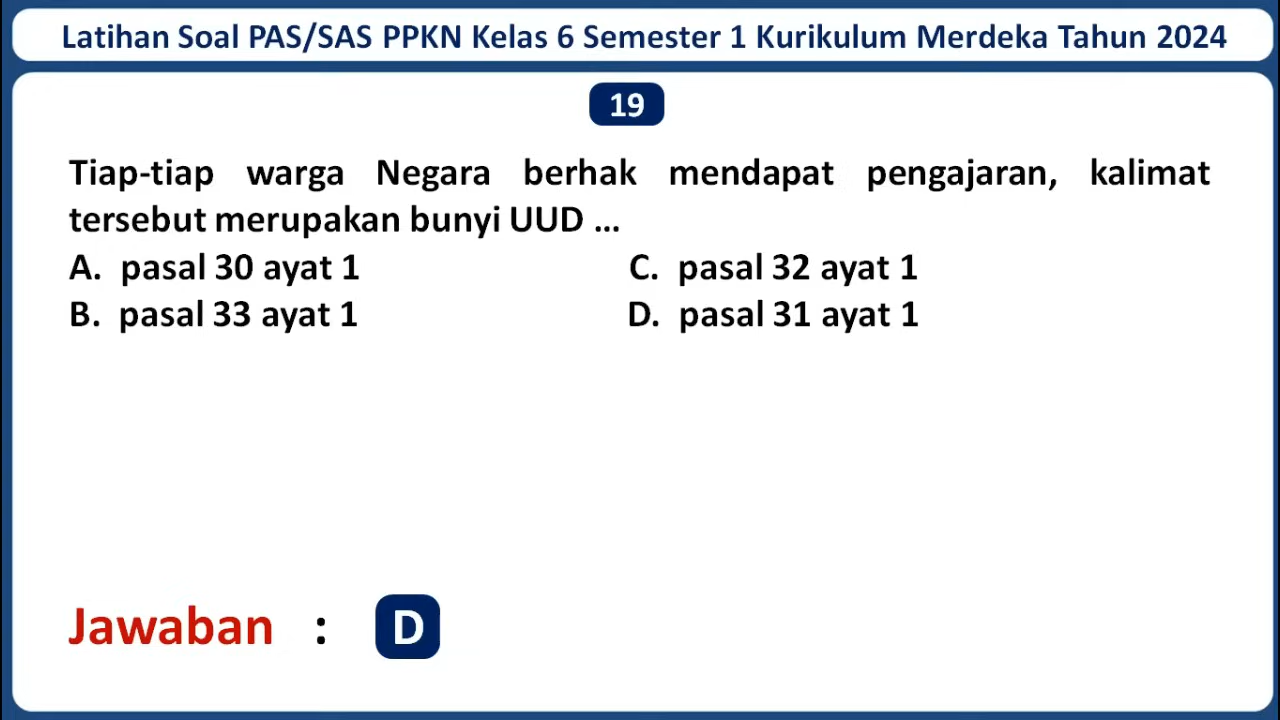 Latihan Soal PAS/SAS PPKN Kelas 6 Semester 1 Kurikulum Merdeka Tahun 2024
19
Tiap-tiap warga Negara berhak mendapat pengajaran, kalimat
tersebut merupakan bunyi UUD ...
A. pasal 30 ayat 1
B. pasal 33 ayat 1
C. pasal 32 ayat 1
D. pasal 31 ayat 1
Jawaban : D